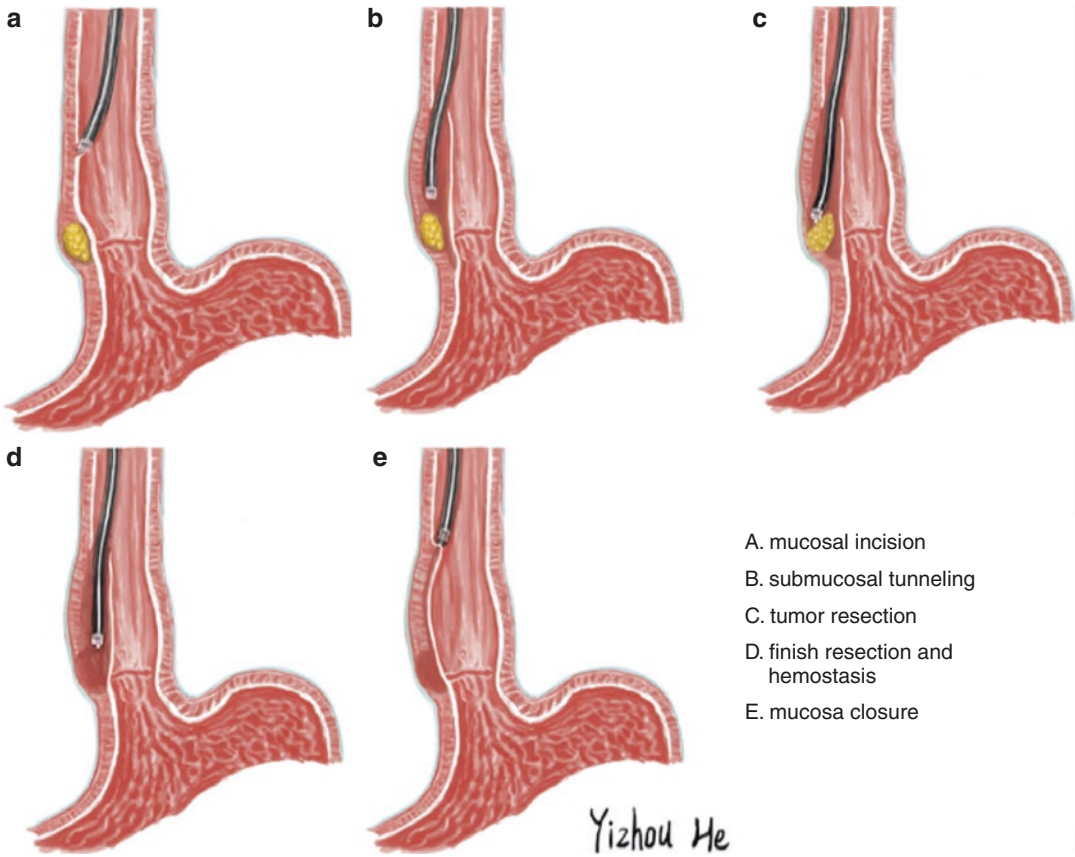 a
b
c
d
e
A. mucosal incision
B. submucosal tunneling
C. tumor resection
D. finish resection and
hemostasis
E. mucosa closure
Yizhou He